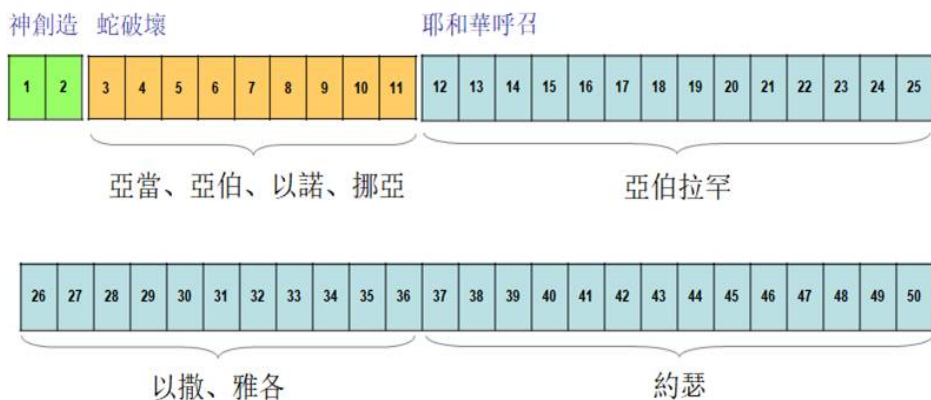 神創造 蛇破壞 耶和華呼召
1 2 3 4 5 6 7 8 9 10 11 12 13 14 15 16 17 18 19 20 21 22 23 24 25
亞當、亞伯、以諾、挪亞 亞伯拉罕
26 27 28 29 30 31 32 33 34 35 36 37 38 39 40 41 42 43 44 45 46 47 48 49 50
以撒、雅各 約瑟